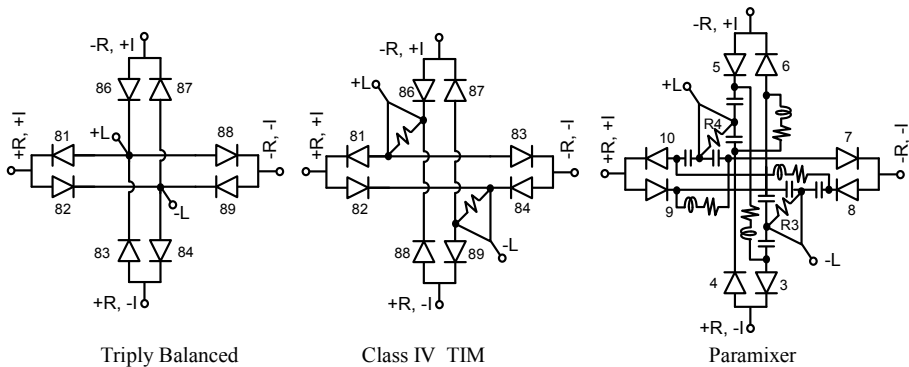 -R, +I
86
87
+L
+R, +I
81
88
-R, -I
82
89
-L
83
84
+R, -I
Triply Balanced
-R, +I
+L
86
87
+R, +I
81
83
-R, -I
82
84
88
89
-L
+R, -I
Class IV TIM
-R, +I
5
6
+L
R4
+R, +I
10
7
-R, -I
9
8
R3
-L
4
3
+R, -I
Paramixer